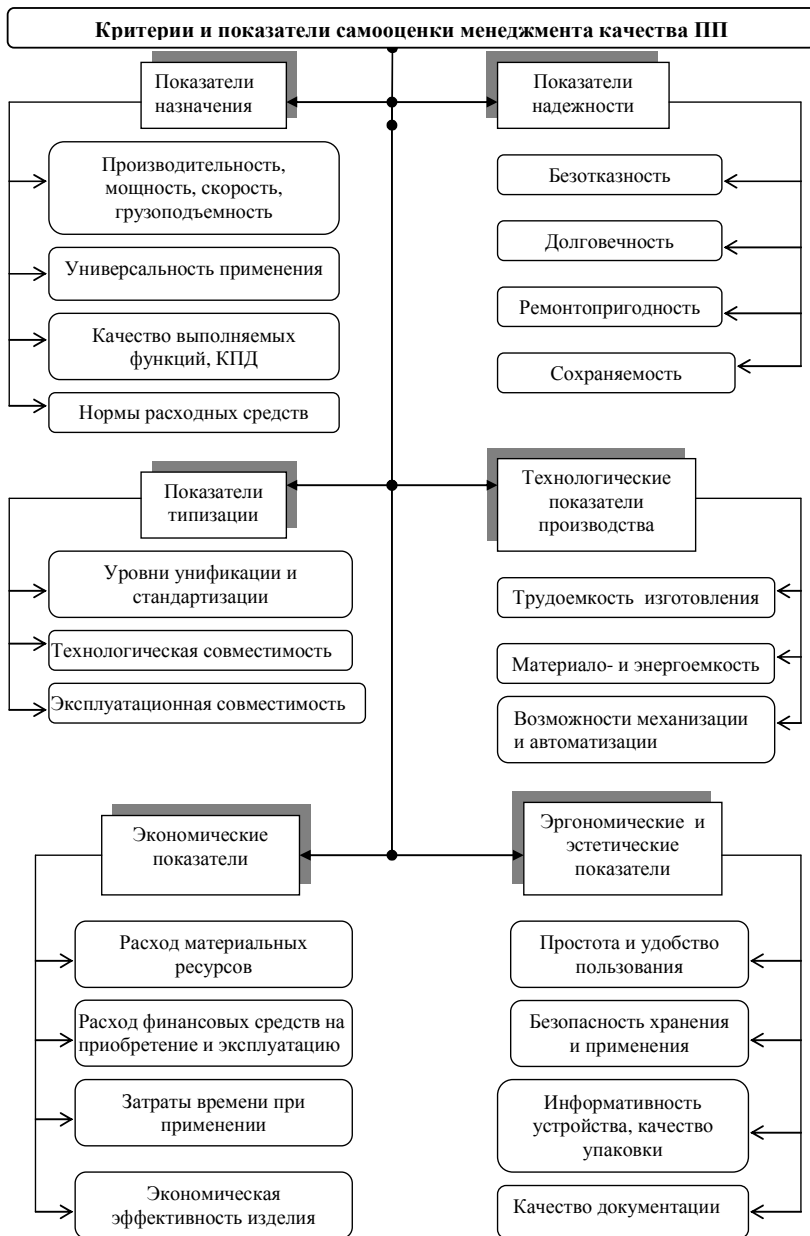 Критерии и показатели самооценки менеджмента качества ПП
Показатели
назначения
Производительность,
мощность, скорость,
грузоподъемность
Универсальность применения
Качество выполняемых
функций, КПД
Нормы расходных средств
Показатели
надежности
Безотказность
Долговечность
Ремонтопригодность
Сохраняемость
Показатели
типизации
Уровни унификации и
стандартизации
Технологическая совместимость
Эксплуатационная совместимость
Технологические
показатели
производства
Трудоемкость изготовления
Материало- и энергоемкость
Возможности механизации
и автоматизации
Экономические
показатели
Расход материальных
ресурсов
Расход финансовых средств на
приобретение и эксплуатацию
Затраты времени при
применении
Экономическая
эффективность изделия
Эргономические и
эстетические
показатели
Простота и удобство
пользования
Безопасность хранения
и применения
Информативность
устройства, качество
упаковки
Качество документации